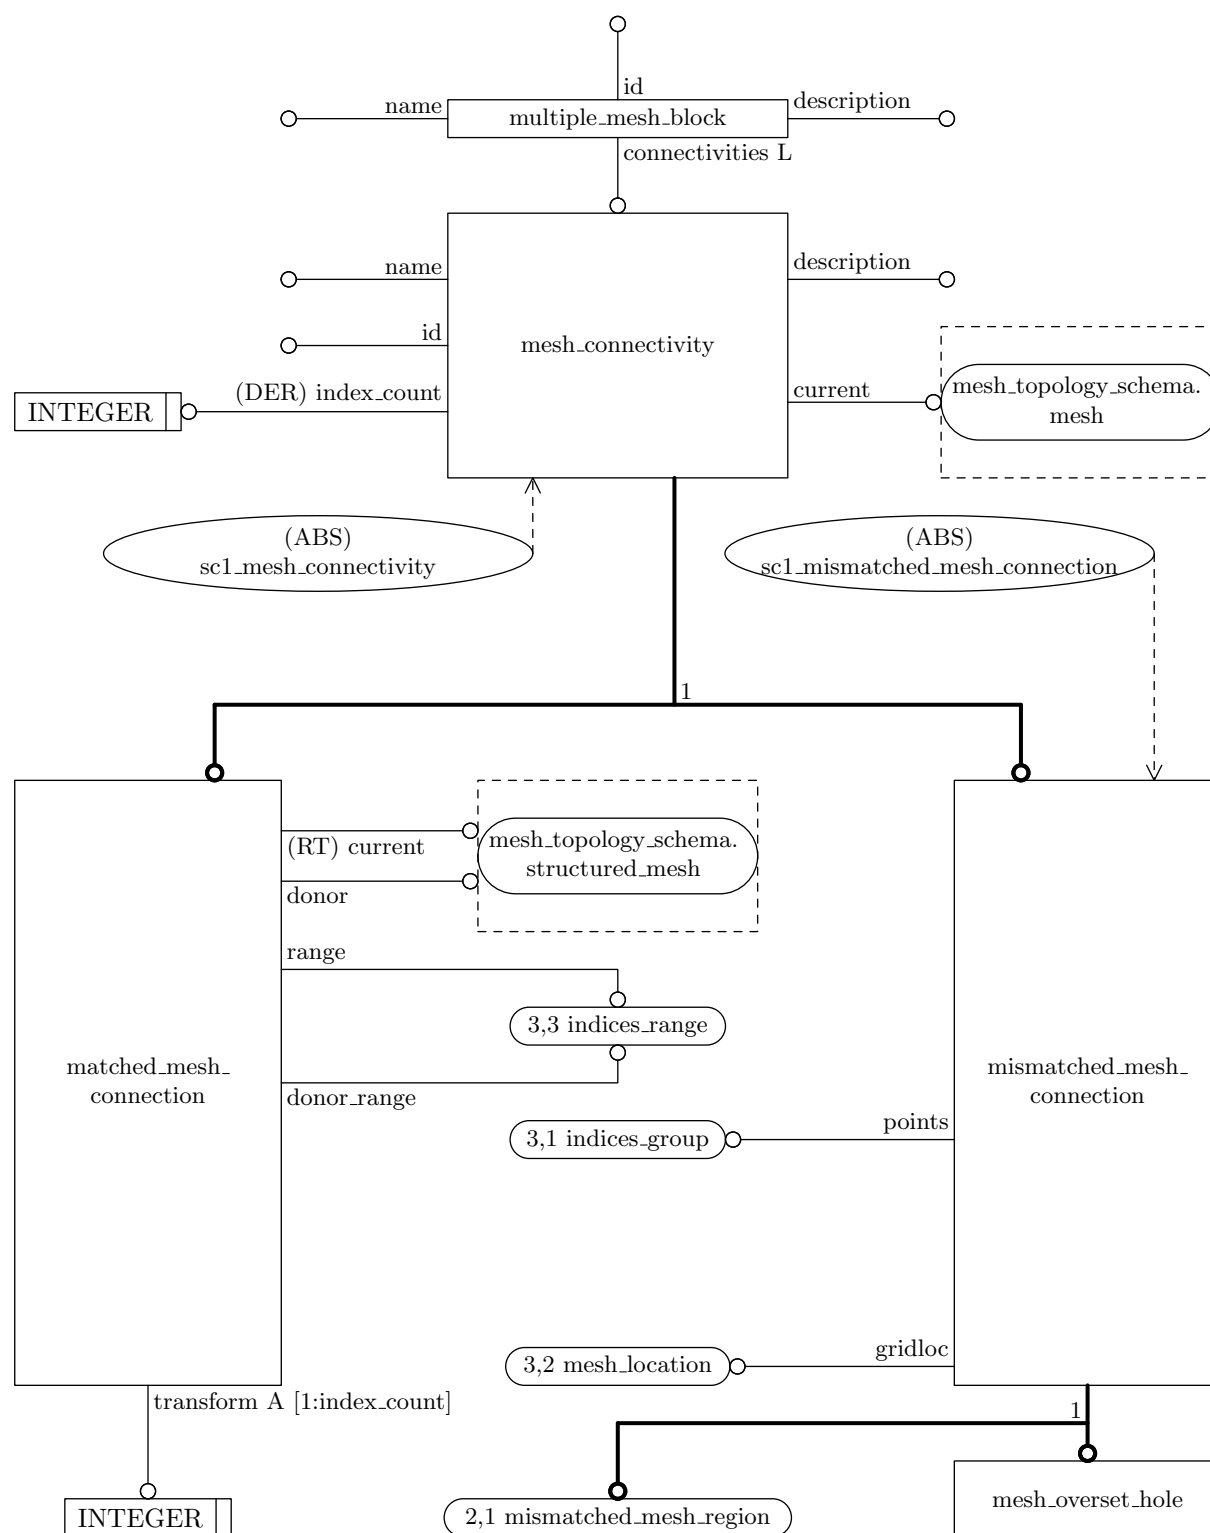 id
name
multiple_mesh_block
description
connectivities L
name
description
id
mesh_connectivity
(DER) index_count
current
INTEGER
mesh_topology_schema.
mesh
(ABS)
sc1_mesh_connectivity
(ABS)
sc1_mismatched_mesh_connection
1
(RT) current
mesh_topology_schema.
structured_mesh
donor
range
3,3 indices_range
matched_mesh_
connection
mismatched_mesh_
connection
donor_range
points
3,1 indices_group
gridloc
3,2 mesh_location
transform A [1:index_count]
1
mesh_overset_hole
INTEGER
2,1 mismatched_mesh_region